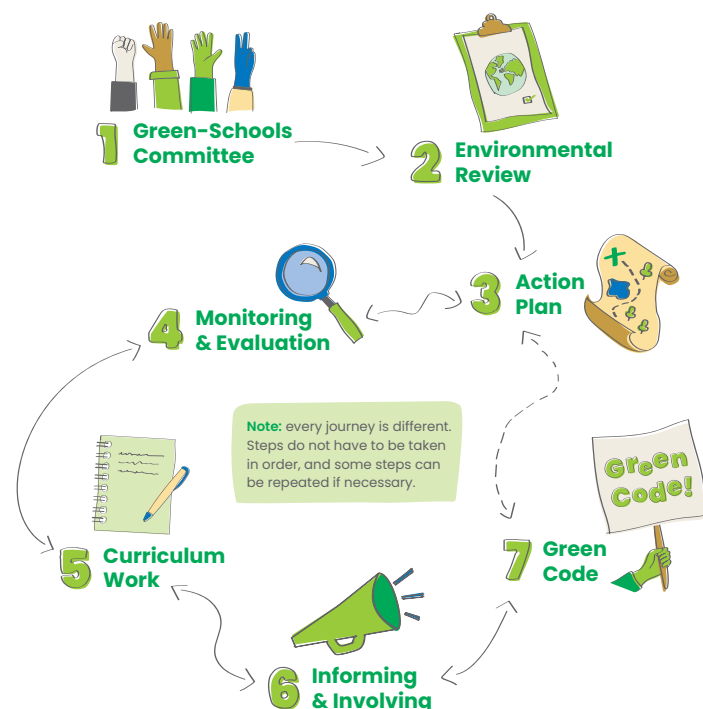 1 Green-Schools
Committee
2 Environmental
Review
3 Action
Plan
4 Monitoring
& Evaluation
Note: every journey is different.
Steps do not have to be taken
in order, and some steps can
be repeated if necessary.
Green
Code!
5 Curriculum
Work
7 Green
Code
6 Informing
& Involving